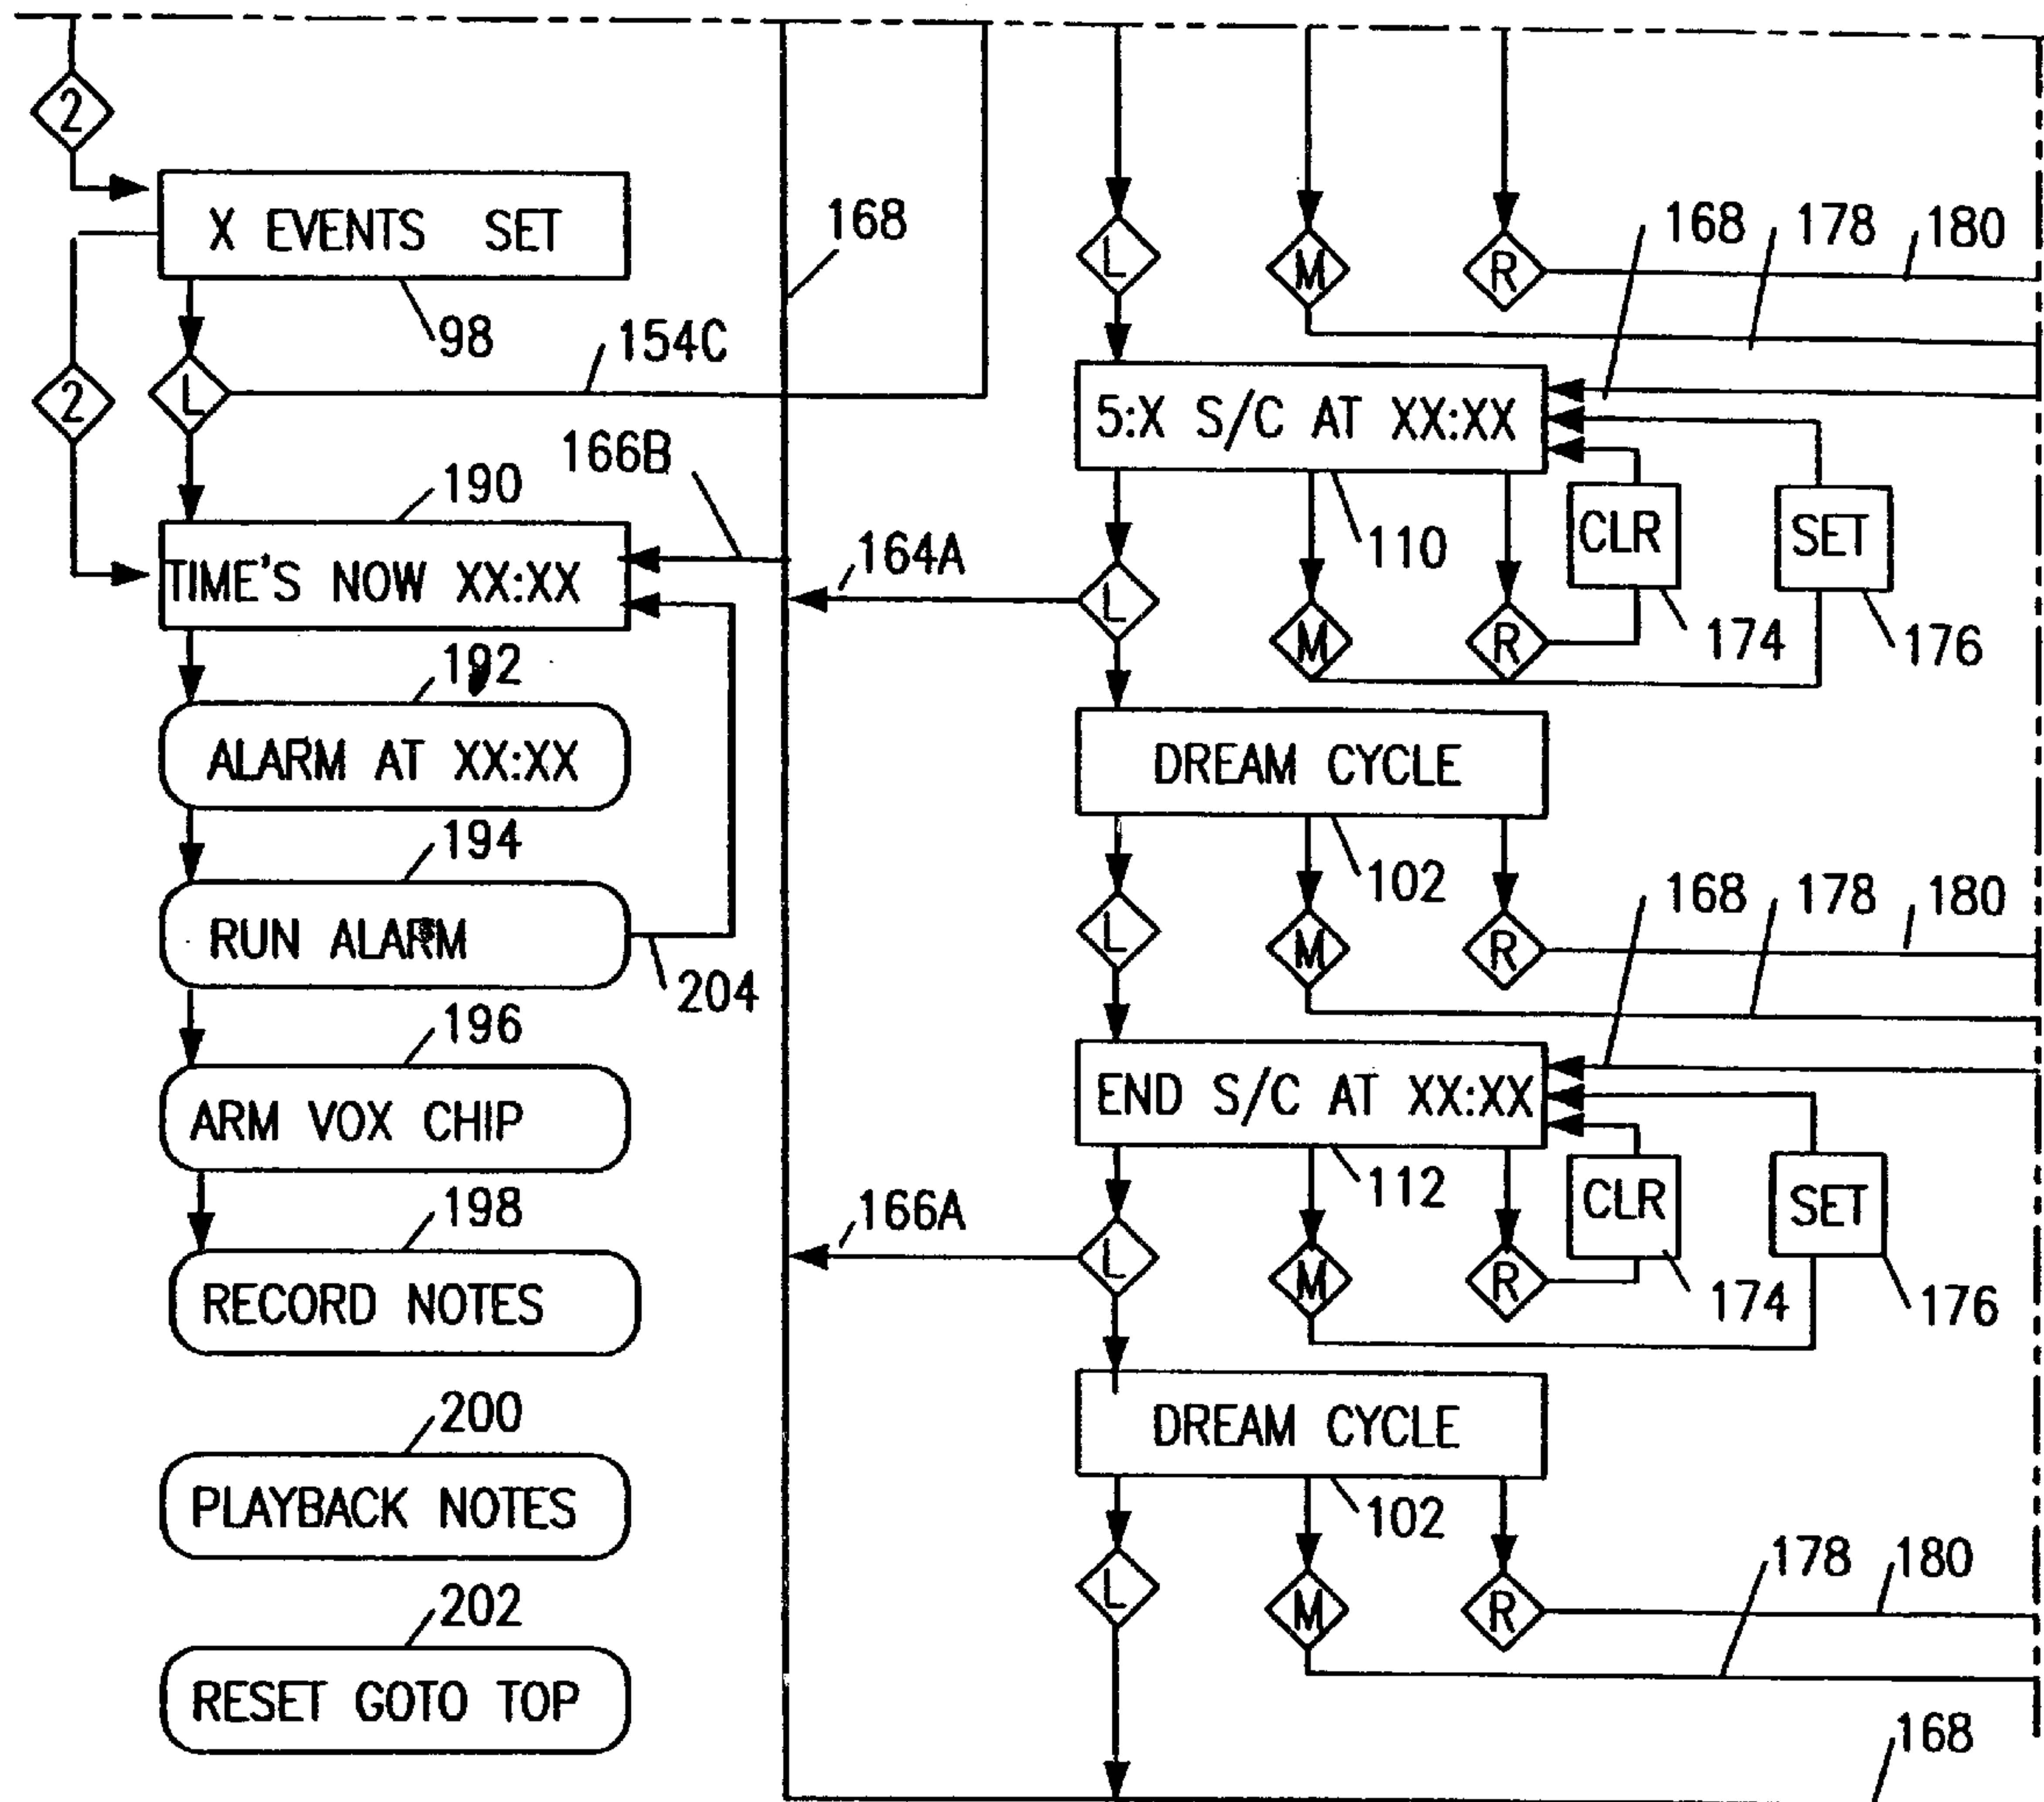 2
X EVENTS SET
98
2
L
154C
190
166B
TIME'S NOW XX:XX
192
ALARM AT XX:XX
194
RUN ALARM
204
196
ARM VOX CHIP
198
RECORD NOTES
200
PLAYBACK NOTES
202
RESET GOTO TOP
168
L
M
R
168
178
180
5:X S/C AT XX:XX
110
CLR
SET
164A
L
M
R
174
176
DREAM CYCLE
102
168
178
180
L
M
R
END S/C AT XX:XX
112
CLR
SET
166A
L
M
R
174
176
DREAM CYCLE
102
178
180
L
M
R
168